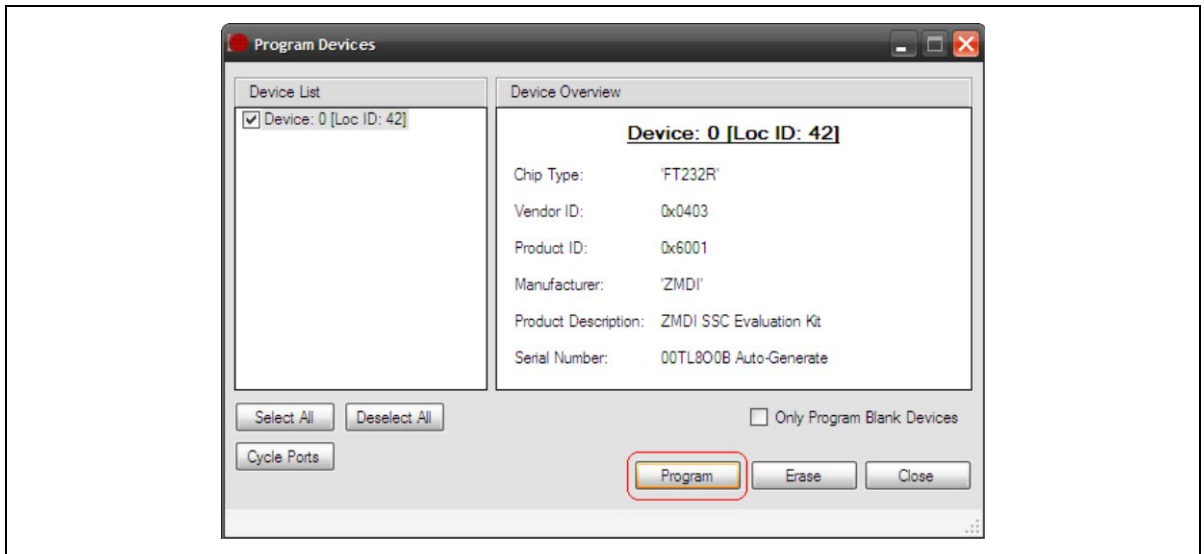 Program Devices
Device List
Device: 0 [Loc ID: 42]
Device Overview
Device: 0 [Loc ID: 42]
Chip Type: 'FT232R'
Vendor ID: 0x0403
Product ID: 0x6001
Manufacturer: 'ZMDI'
Product Description: ZMDI SSC Evaluation Kit
Serial Number: 00TL8O0B Auto-Generate
Select All Deselect All Only Program Blank Devices
Cycle Ports
Program Erase Close